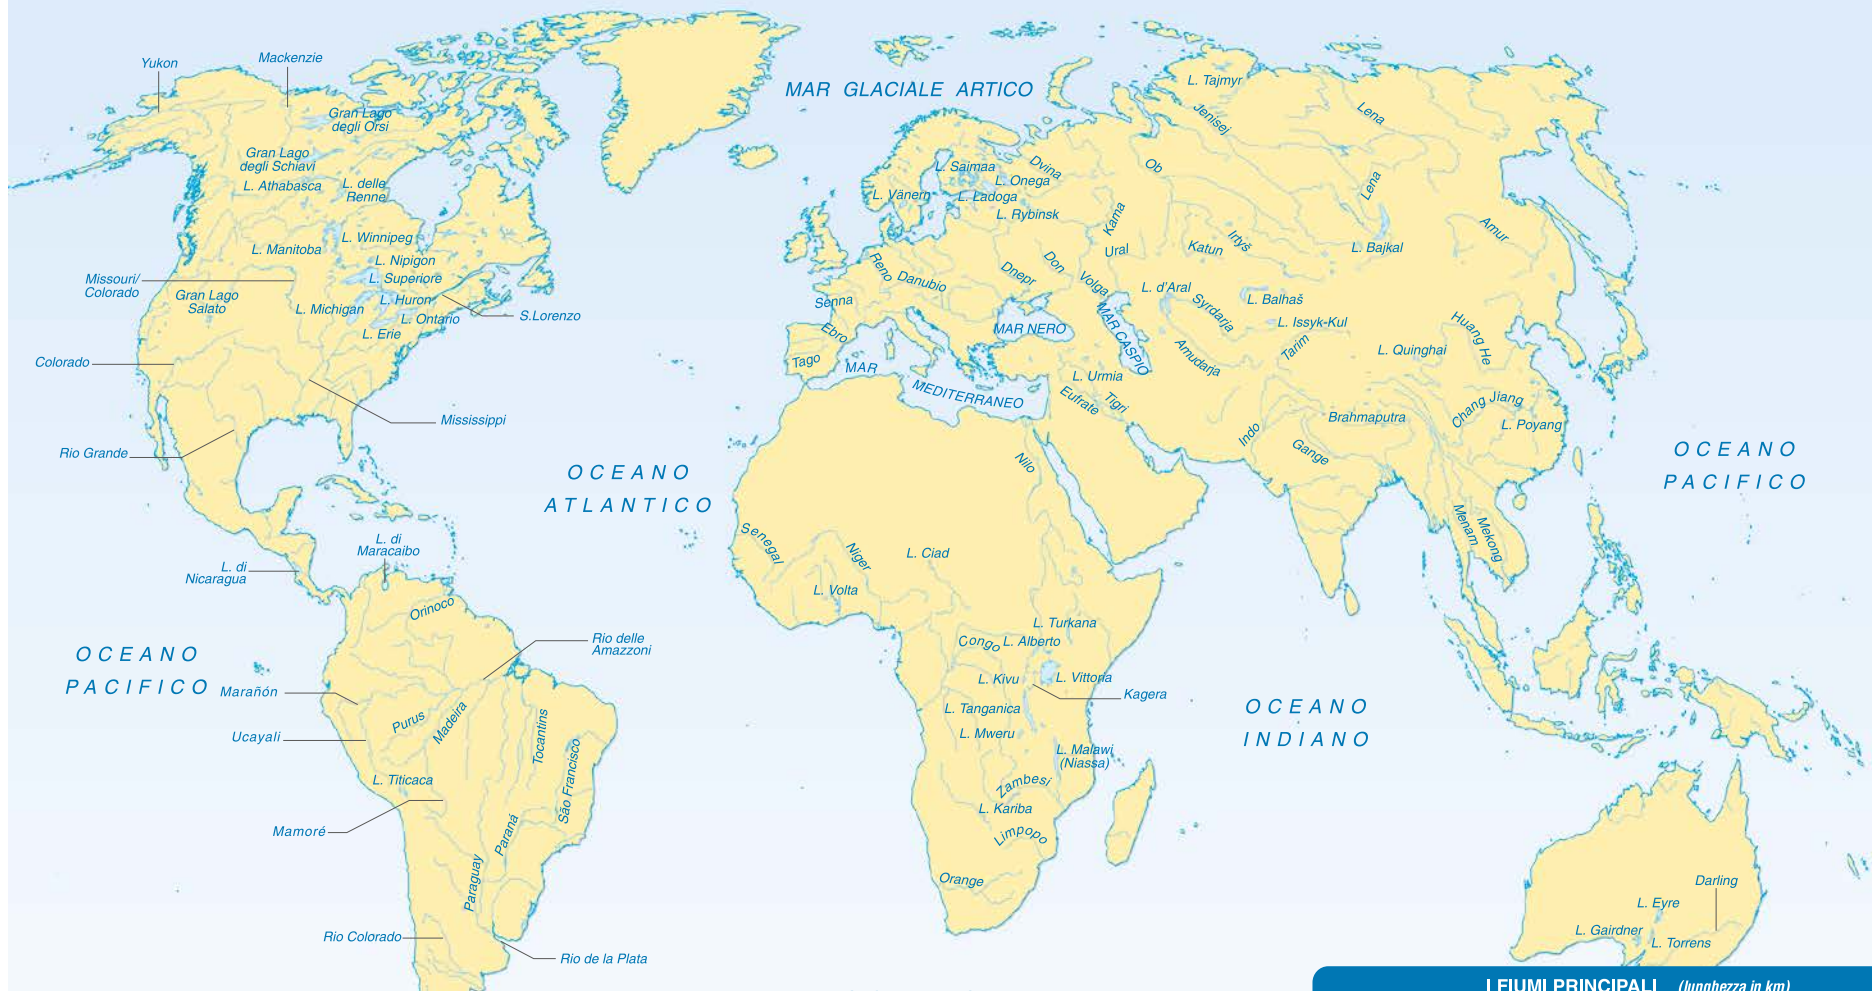 Yukon
Mackenzie
Gran Lago
degli Orsi
Gran Lago
degli Schiavi
L. Athabasca
L. delle
Renne
L. Winnipeg
L. Manitoba
L. Nipigon
L. Superiore
Missouri/
Colorado
Gran Lago
Salato
L. Michigan
L. Huron
L. Ontario
L. Erie
S.Lorenzo
Colorado
Mississippi
Rio Grande
OCEANO
ATLANTICO
L. di
Maracaibo
L. di
Nicaragua
Orinoco
OCEANO
PACIFICO
Rio delle
Amazzoni
Marañón
Ucayali
Purus
Madeira
Tocantins
São Francisco
L. Titicaca
Mamoré
Paraná
Paraguay
Rio Colorado
Rio de la Plata
MAR GLACIALE ARTICO
L. Saimaa
L. Onega
L. Vänern
L. Ładoga
L. Rybinsk
Dvina
Kama
Ural
Reno
Danubio
Dnepr
Don
Volga
Senna
Ebro
Tago
MAR NERO
MAR CASPIO
MAR
MEDITERRANEO
L. Tajmyr
Jenisej
Lena
Ob
Lena
Katun
Irtyš
L. Bajkal
Amur
L. d'Aral
Syrdarja
L. Balhaš
L. Issyk-Kul
Amudarja
Tarim
L. Quinghai
Huang He
L. Urmia
Eufrate
Tigri
Indo
Gange
Brahmaputra
Chang Jiang
L. Poyang
Menam
Mekong
OCEANO
PACIFICO
Nilo
Senegal
Niger
L. Ciad
L. Volta
L. Turkana
Congo
L. Alberto
L. Kivu
L. Vittoria
Kagera
L. Tanganica
L. Mweru
L. Malawi
(Niassa)
Zambesi
L. Kariba
Limpopo
Orange
OCEANO
INDIANO
Darling
L. Eyre
L. Gairdner
L. Torrens
I FIUMI PRINCIPALI (lunghezza in km)